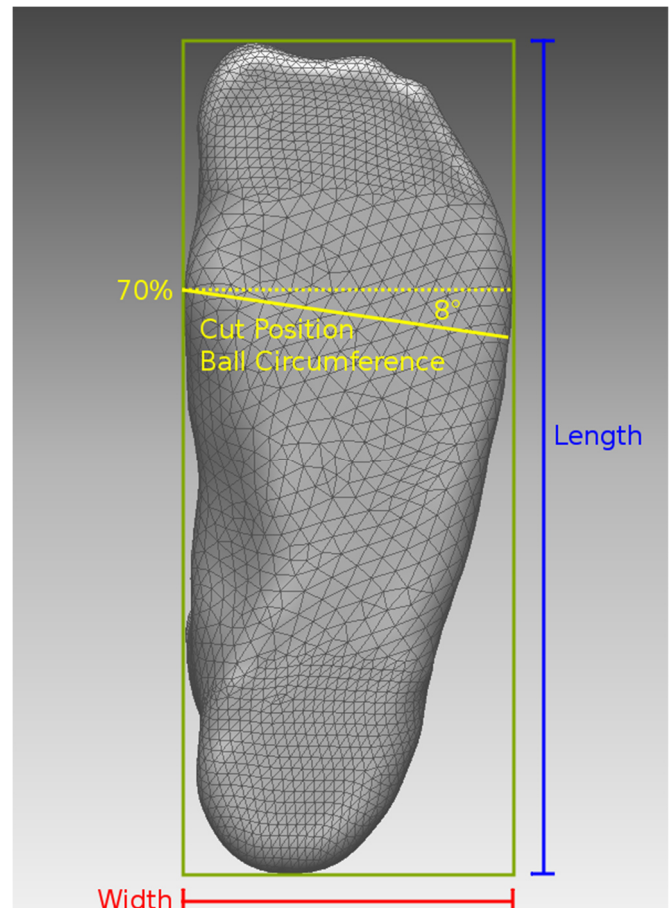 70%
8°
Cut Position
Ball Circumference
Length
Width